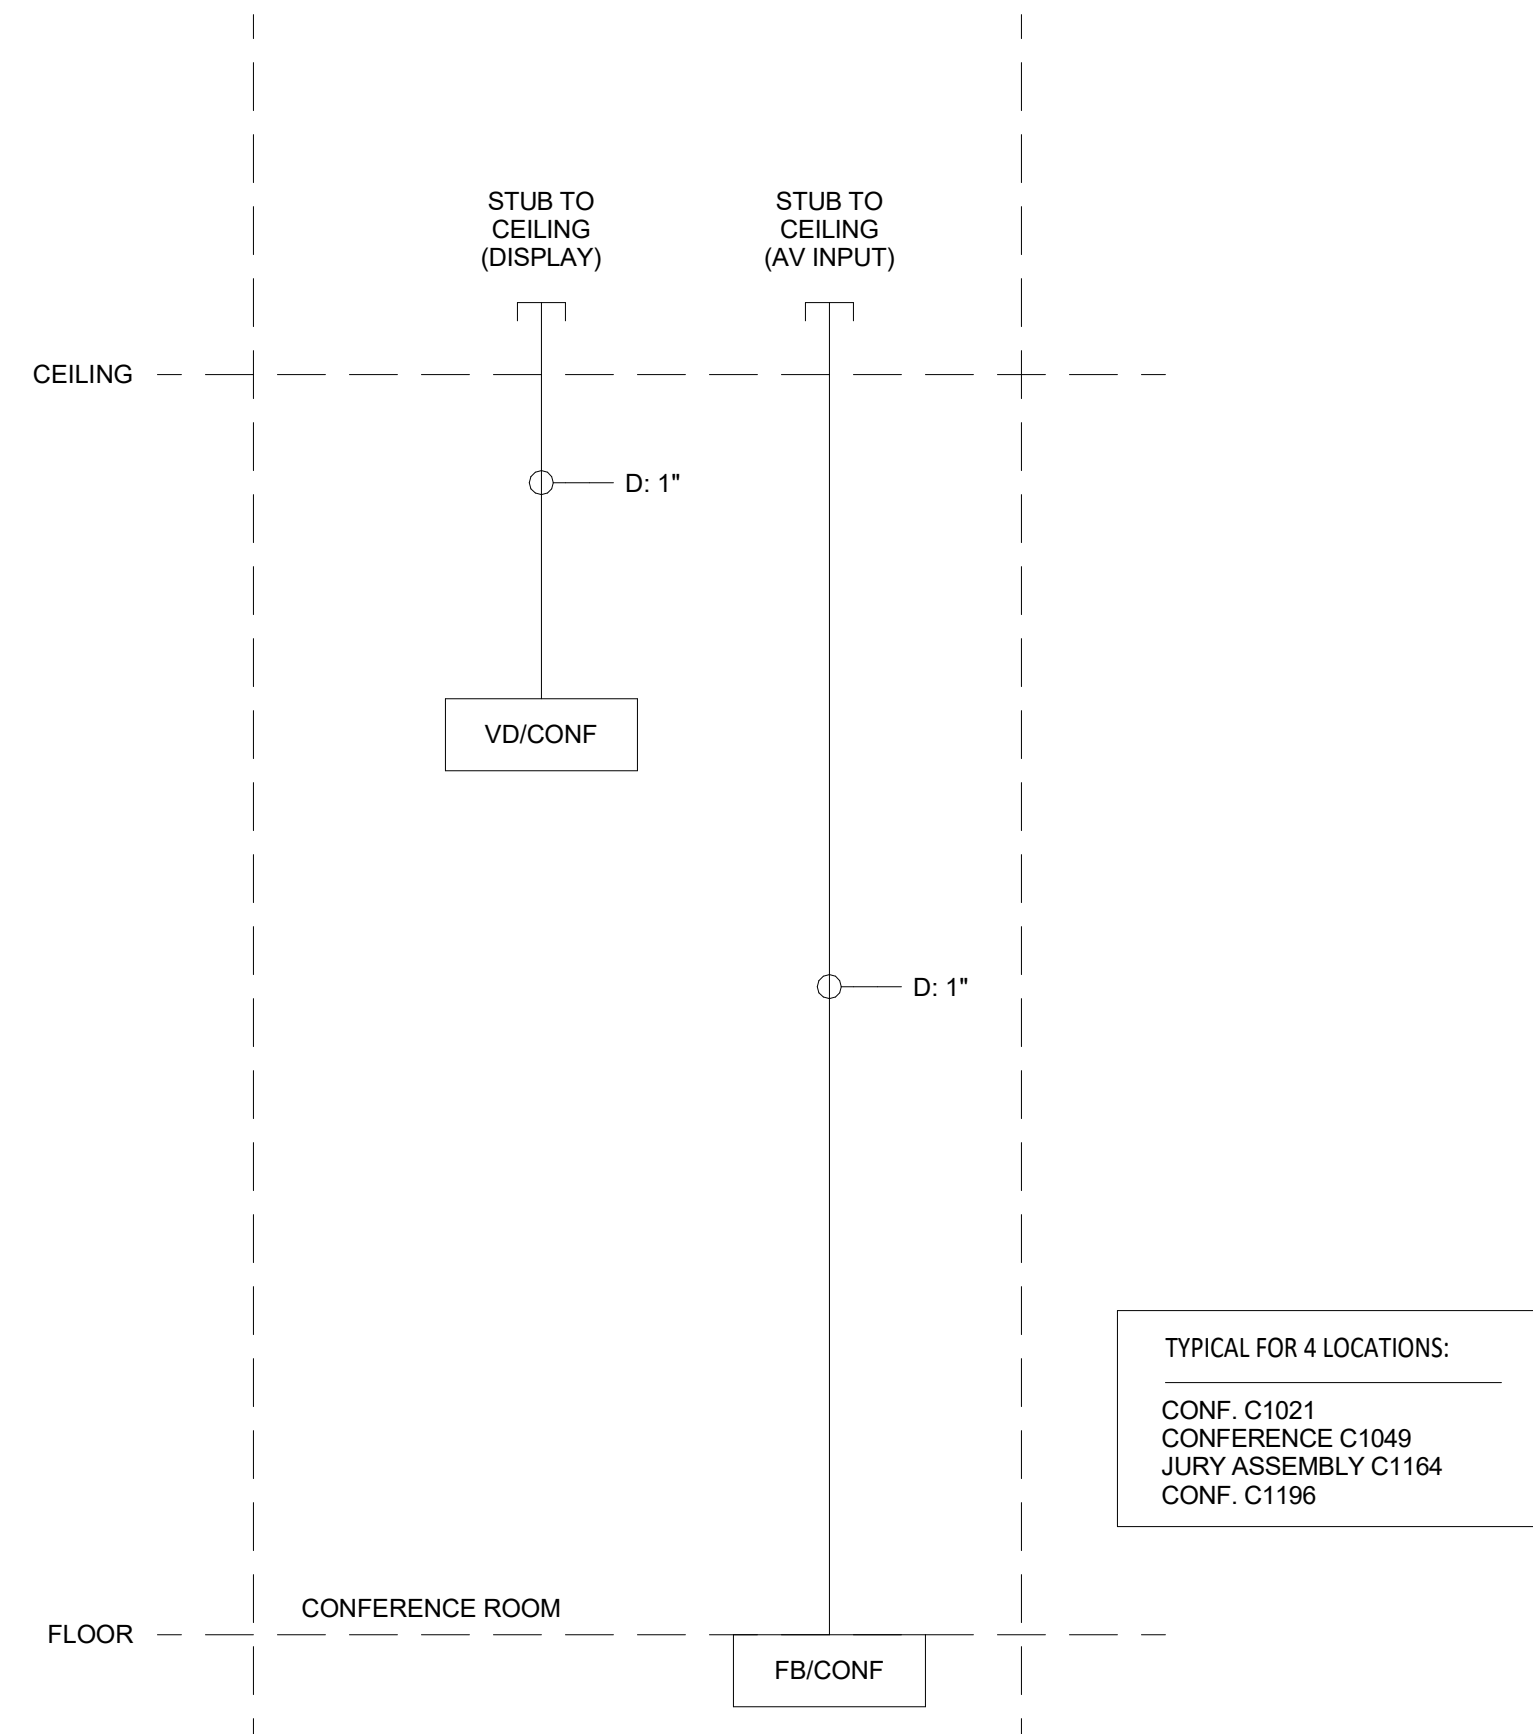 STUB TO
CEILING
(DISPLAY)
STUB TO
CEILING
(AV INPUT)
CEILING
D: 1"
VD/CONF
D: 1"
TYPICAL FOR 4 LOCATIONS:
CONF. C1021
CONFERENCE C1049
JURY ASSEMBLY C1164
CONF. C1196
CONFERENCE ROOM
FLOOR
FB/CONF